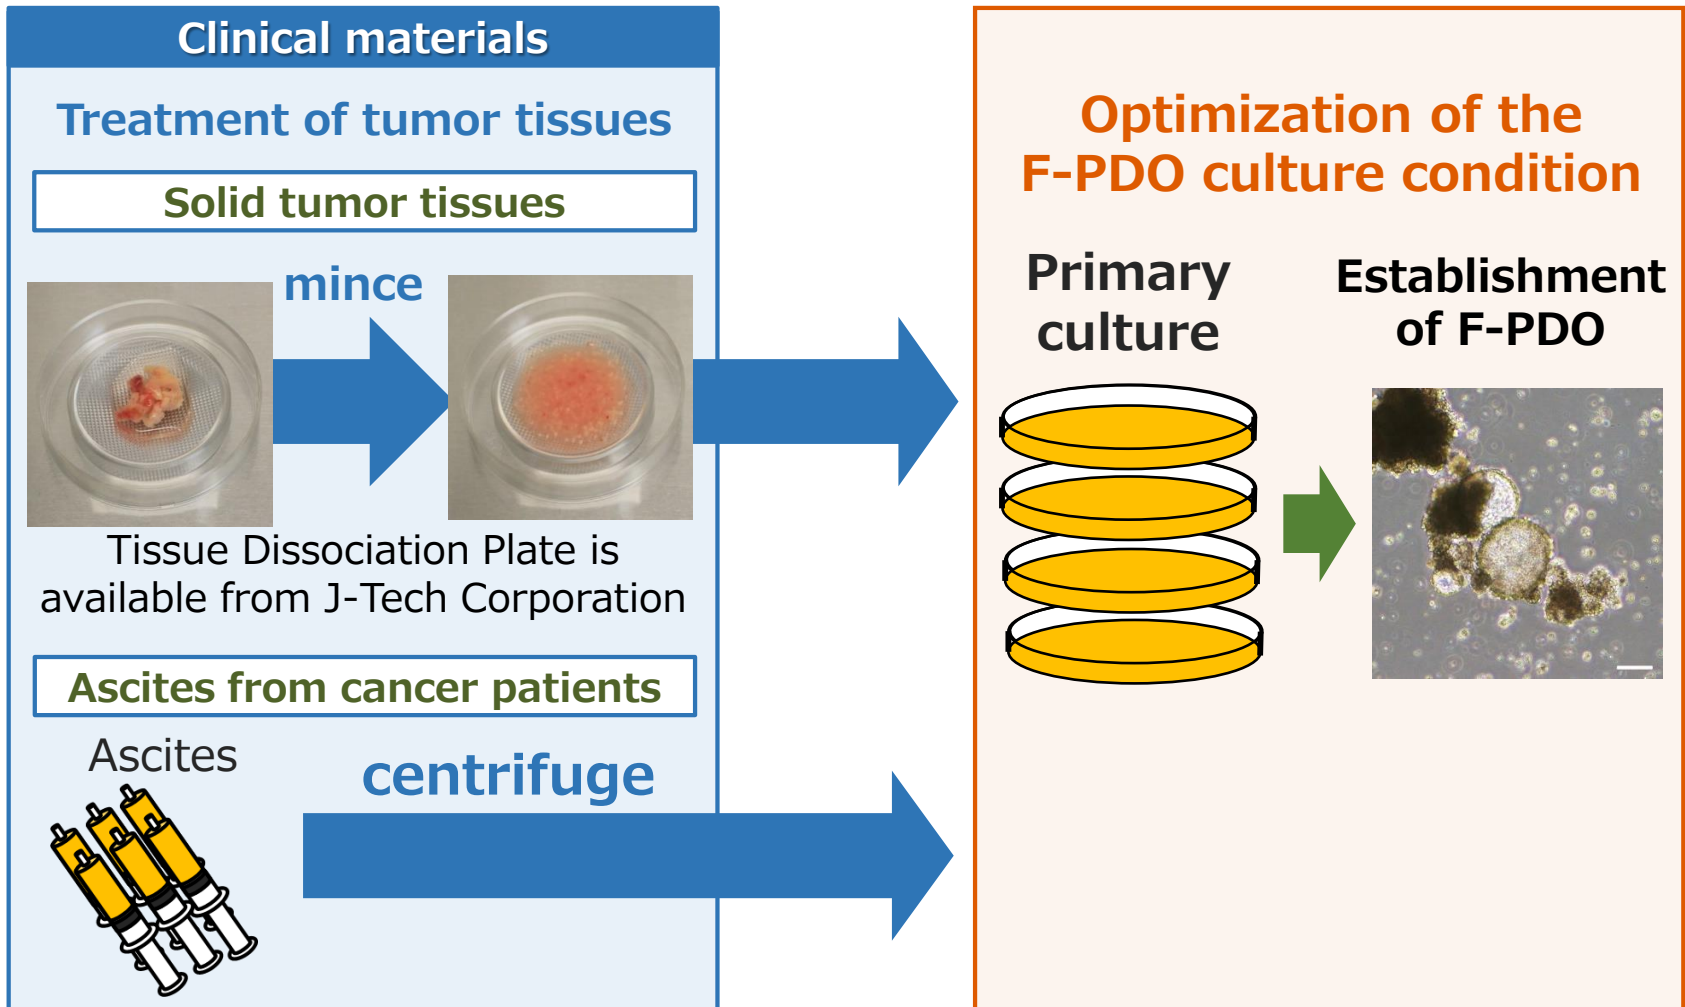 Clinical materials
Treatment of tumor tissues
Solid tumor tissues
mince
Tissue Dissociation Plate is
available from J-Tech Corporation
Ascites from cancer patients
Ascites
centrifuge
Optimization of the
F-PDO culture condition
Primary
culture
Establishment
of F-PDO